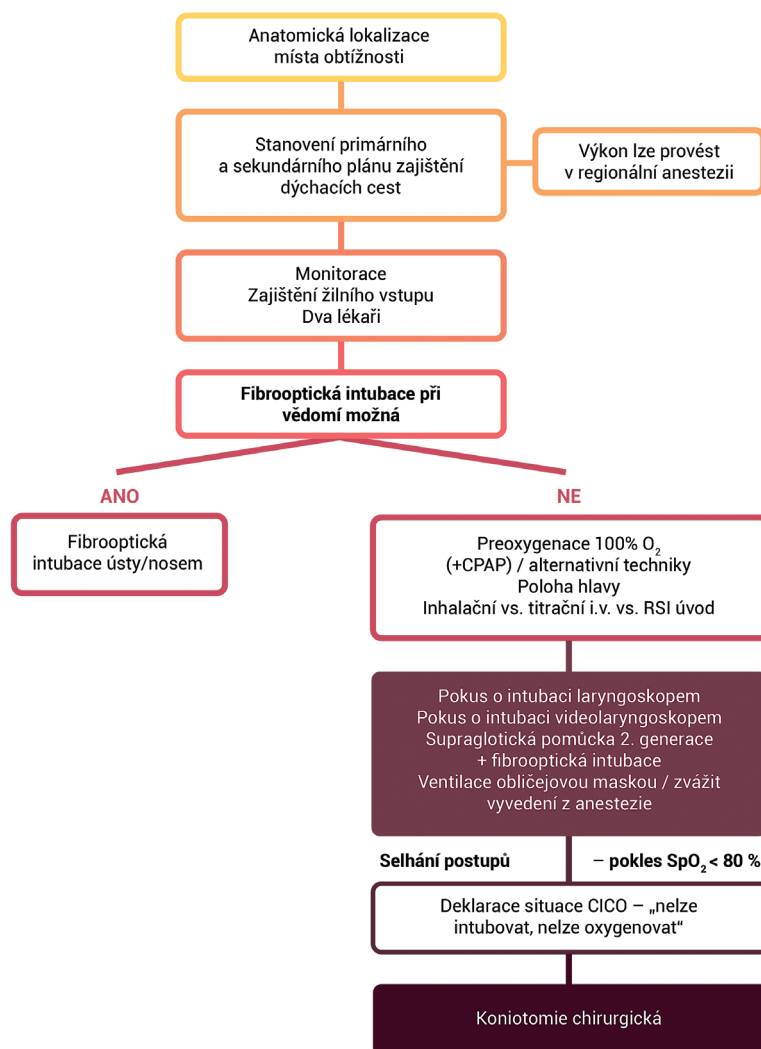 Anatomická lokalizace
místa obtížnosti
Stanovení primárního
a sekundárního plánu zajištění
dýchacích cest
Výkon lze provést
v regionální anestezii
Monitorace
Zajištění žilního vstupu
Dva lékaři
Fibrooptická intubace při
vědomí možná
ANO
NE
Fibrooptická
intubace ústy/nosem
Preoxygenace 100% O₂
(+CPAP) / alternativní techniky
Poloha hlavy
Inhalační vs. titrační i.v. vs. RSI úvod
Pokus o intubaci laryngoskopem
Pokus o intubaci videolaryngoskopem
Supraglotická pomůcka 2. generace
+ fibrooptická intubace
Ventilace obličejovou maskou / zvážit
vyvedení z anestezie
Selhání postupů – pokles SpO₂ < 80 %
Deklarace situace CICO – „nelze
intubovat, nelze oxygenovat“
Koniotomie chirurgická